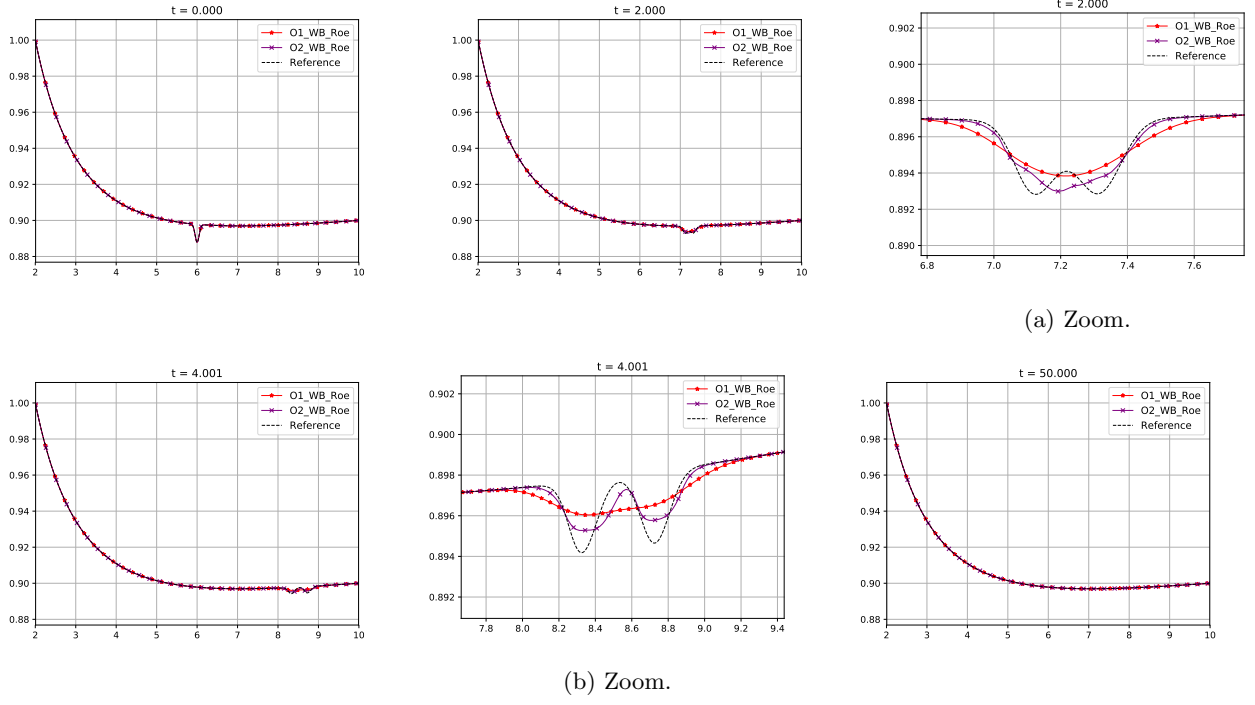 t = 0.000
1.00
0.98
0.96
0.94
0.92
0.90
0.88
2 3 4 5 6 7 8 9 10
O1_WB_Roe
O2_WB_Roe
Reference
t = 2.000
1.00
0.98
0.96
0.94
0.92
0.90
0.88
2 3 4 5 6 7 8 9 10
O1_WB_Roe
O2_WB_Roe
Reference
t = 2.000
0.902
0.900
0.898
0.896
0.894
0.892
0.890
6.8 7.0 7.2 7.4 7.6
O1_WB_Roe
O2_WB_Roe
Reference
(a) Zoom.
t = 4.001
1.00
0.98
0.96
0.94
0.92
0.90
0.88
2 3 4 5 6 7 8 9 10
O1_WB_Roe
O2_WB_Roe
Reference
t = 4.001
0.902
0.900
0.898
0.896
0.894
0.892
7.8 8.0 8.2 8.4 8.6 8.8 9.0 9.2 9.4
O1_WB_Roe
O2_WB_Roe
Reference
(b) Zoom.
t = 50.000
1.00
0.98
0.96
0.94
0.92
0.90
0.88
2 3 4 5 6 7 8 9 10
O1_WB_Roe
O2_WB_Roe
Reference